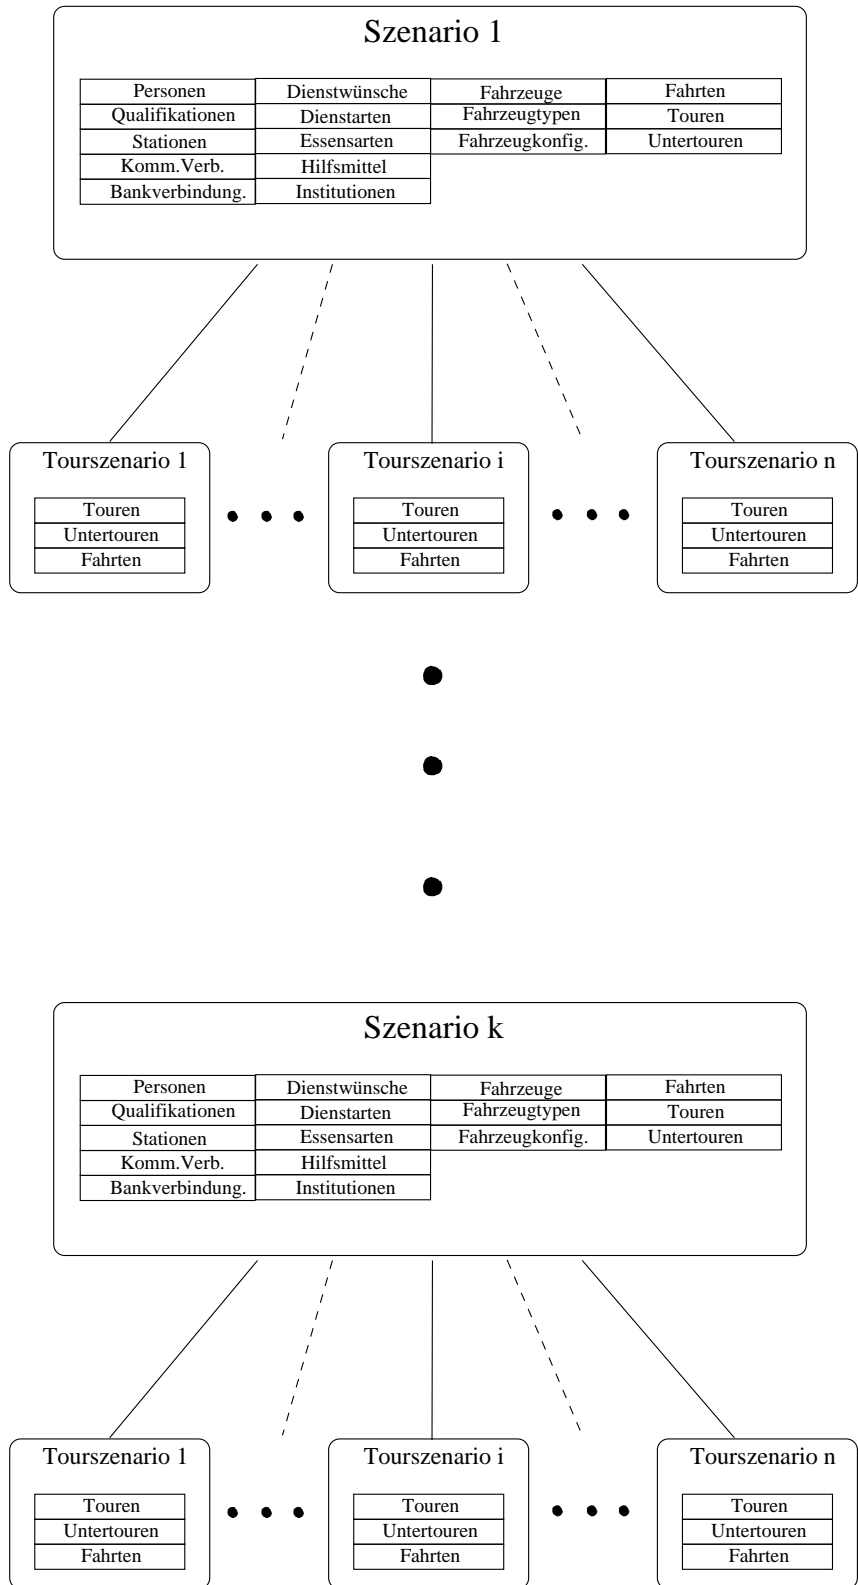 Szenario 1
Personen Dienstwünsche Fahrzeuge Fahrten
Qualifikationen Dienstarten Fahrzeugtypen Touren
Stationen Essensarten Fahrzeugkonfig. Untertouren
Komm.Verb. Hilfsmittel
Bankverbindung. Institutionen
Tourszenario 1 Tourszenario i Tourszenario n
Touren Touren Touren
Untertouren Untertouren Untertouren
Fahrten Fahrten Fahrten
Szenario k
Personen Dienstwünsche Fahrzeuge Fahrten
Qualifikationen Dienstarten Fahrzeugtypen Touren
Stationen Essensarten Fahrzeugkonfig. Untertouren
Komm.Verb. Hilfsmittel
Bankverbindung. Institutionen
Tourszenario 1 Tourszenario i Tourszenario n
Touren Touren Touren
Untertouren Untertouren Untertouren
Fahrten Fahrten Fahrten